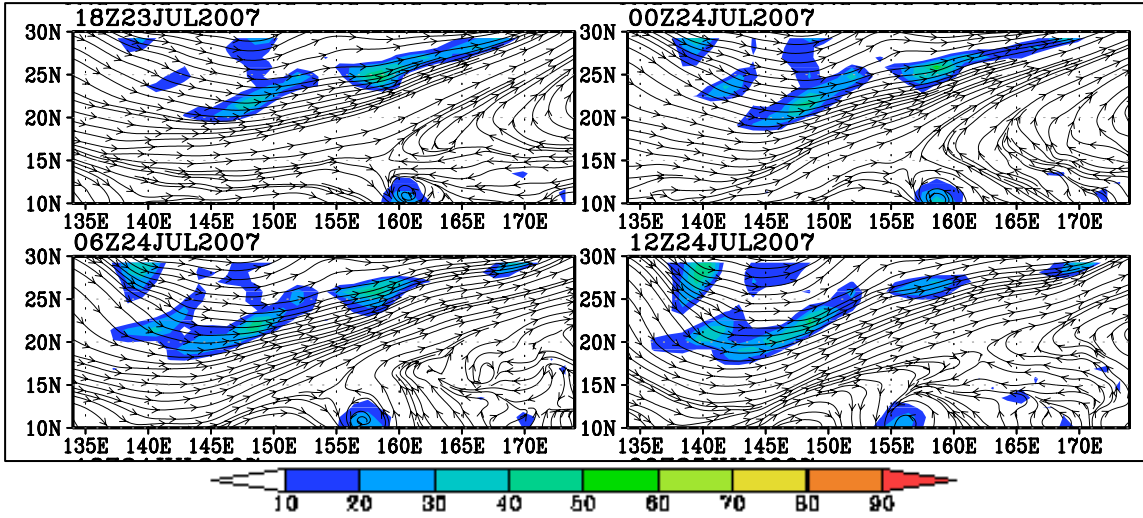 18Z23JUL2007 00Z24JUL2007
30N 30N
25N 25N
20N 20N
15N 15N
10N 10N
135E 140E 145E 150E 155E 160E 165E 170E 135E 140E 145E 150E 155E 160E 165E 170E
06Z24JUL2007 12Z24JUL2007
30N 30N
25N 25N
20N 20N
15N 15N
10N 10N
135E 140E 145E 150E 155E 160E 165E 170E 135E 140E 145E 150E 155E 160E 165E 170E
10 20 30 40 50 60 70 80 90